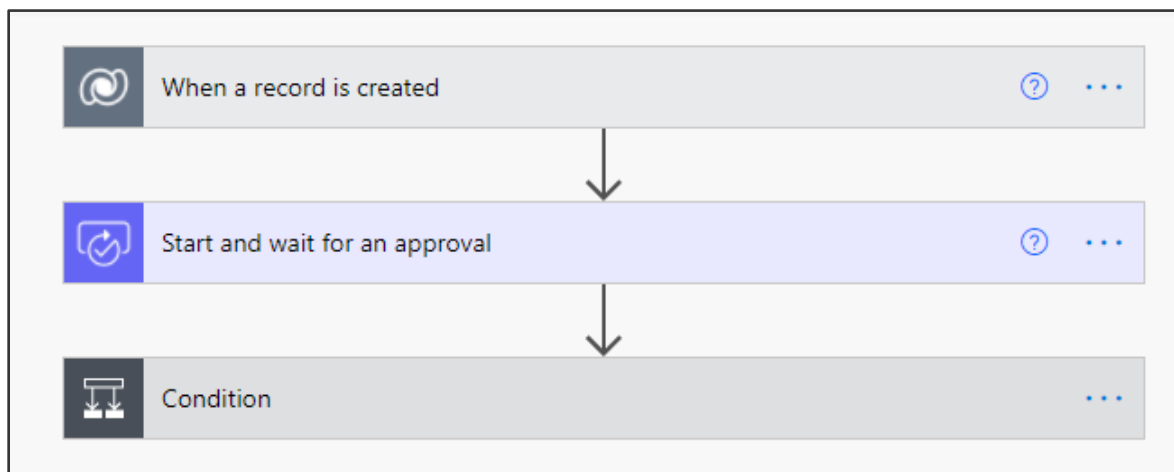 When a record is created
Start and wait for an approval
Condition